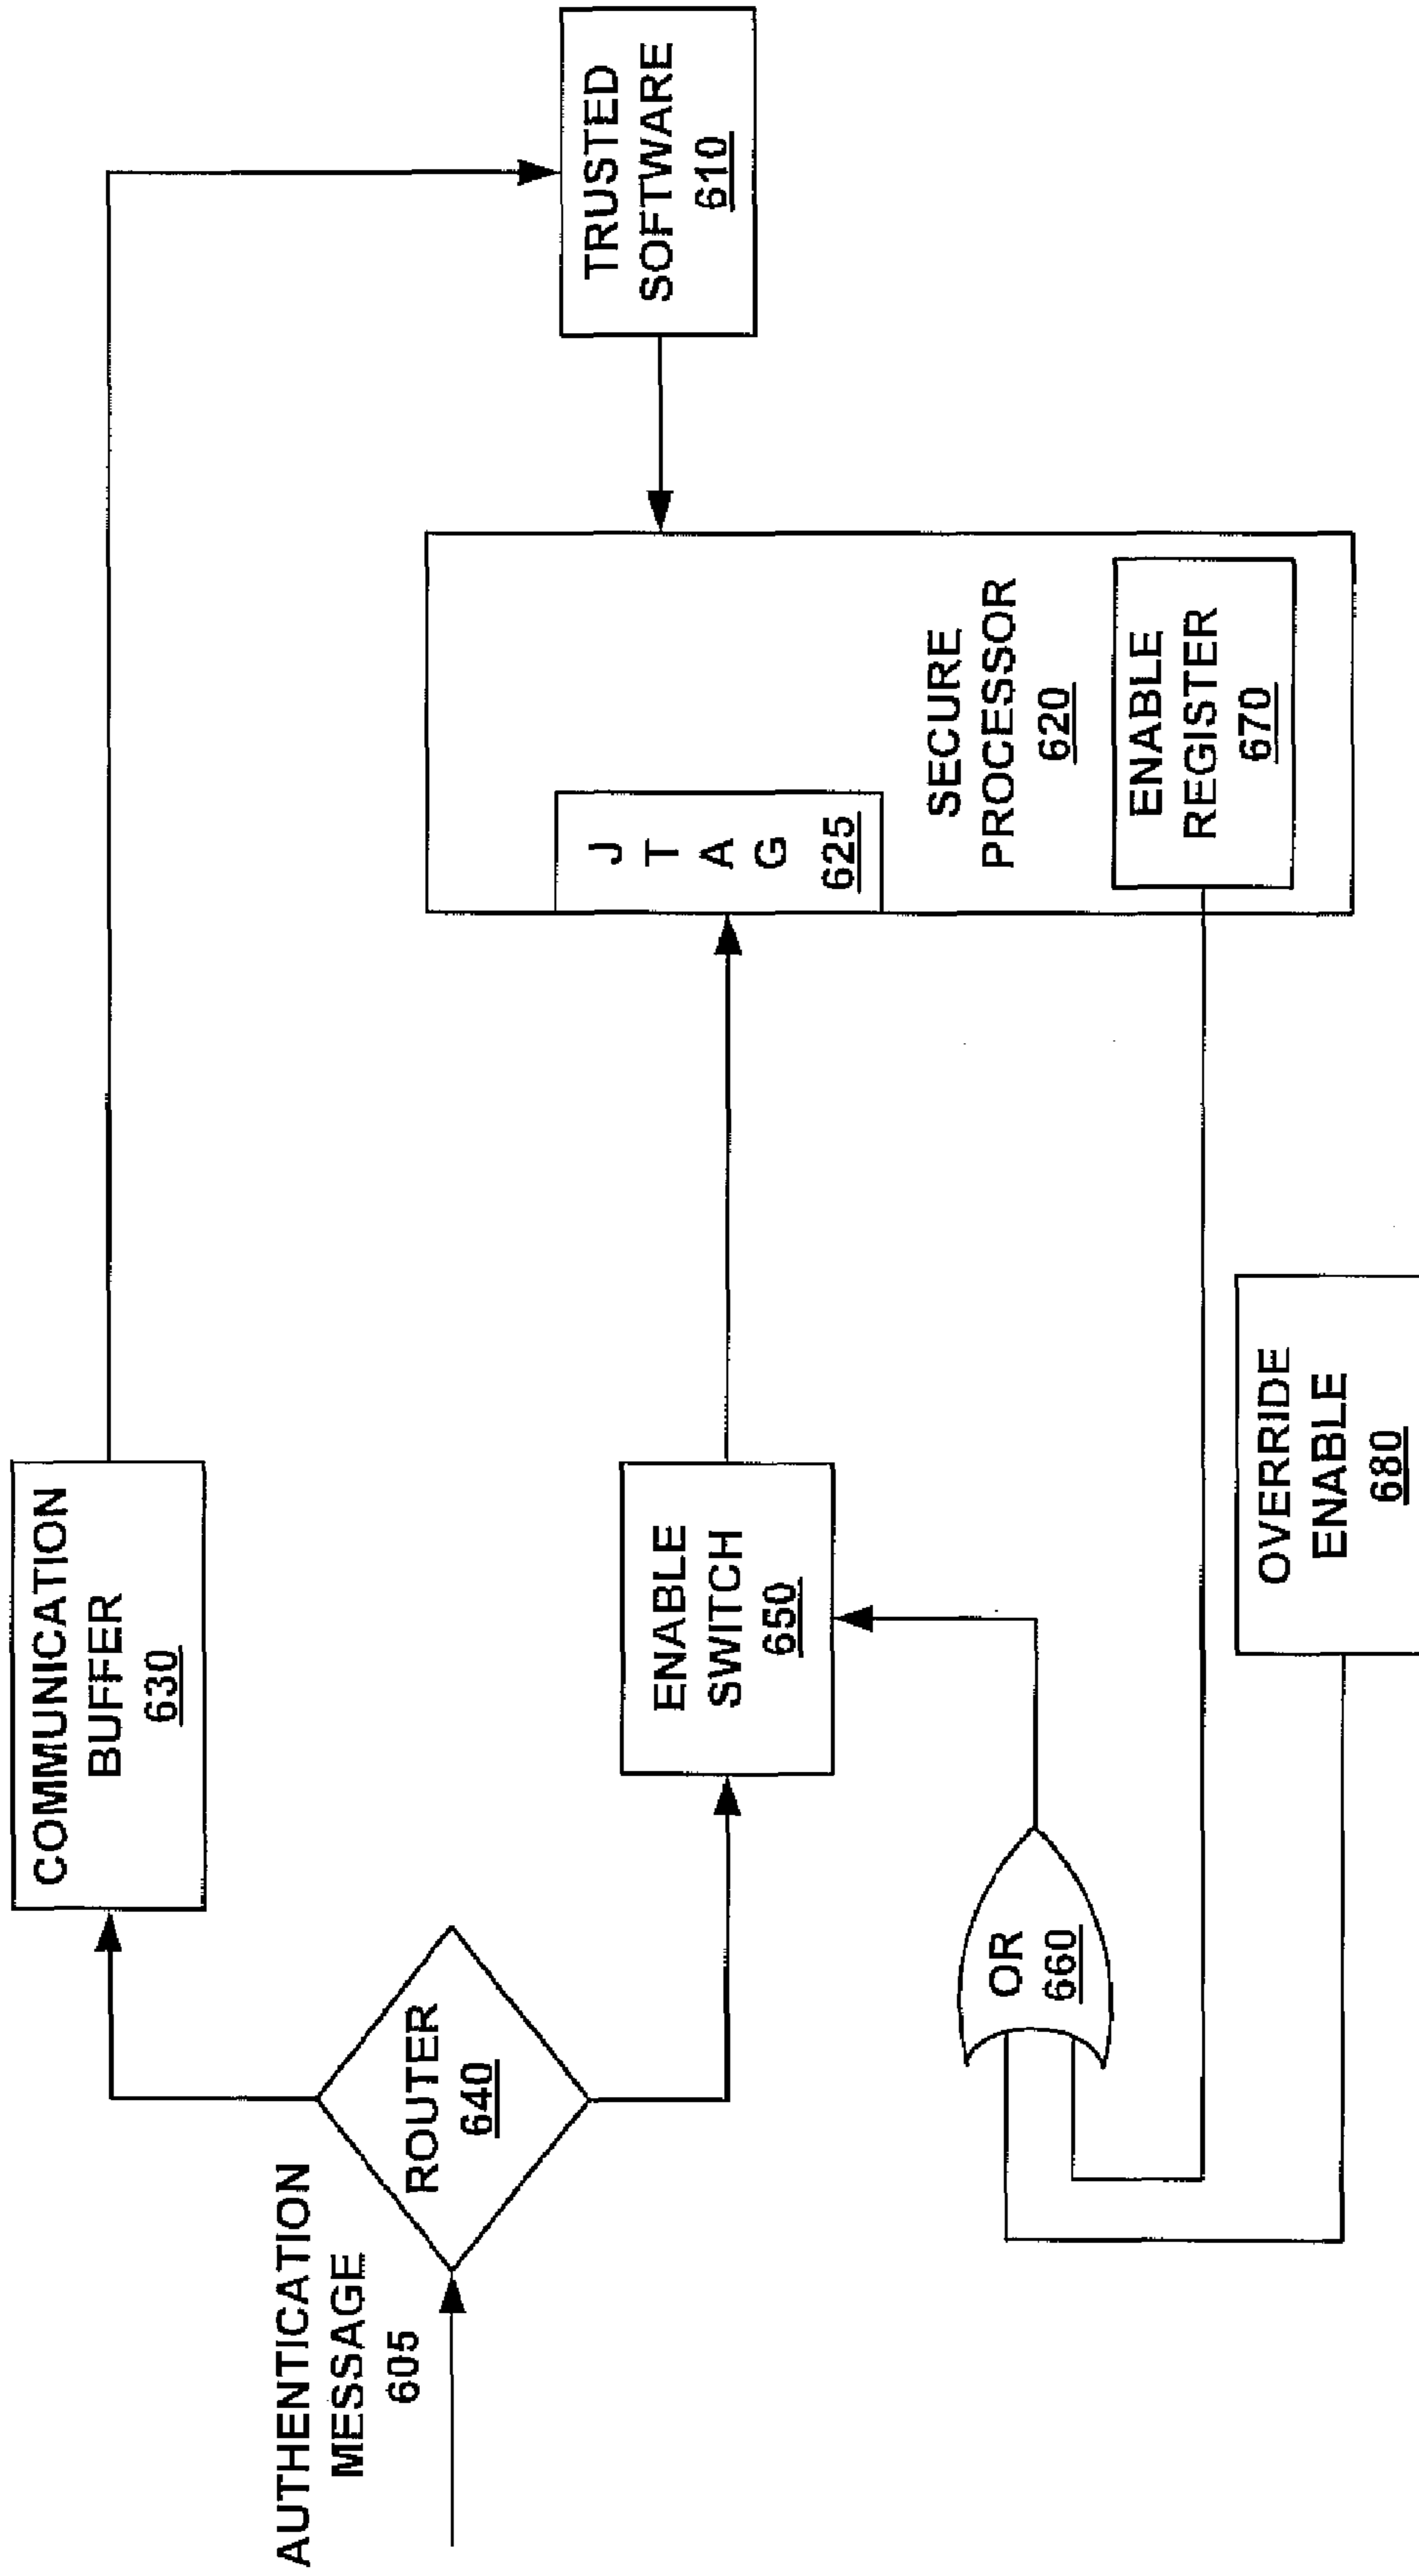 COMMUNICATION
BUFFER
630
AUTHENTICATION
MESSAGE
605
ROUTER
640
ENABLE
SWITCH
650
OR
660
OVERRIDE
ENABLE
680
J
T
A
G
625
SECURE
PROCESSOR
620
ENABLE
REGISTER
670
TRUSTED
SOFTWARE
610